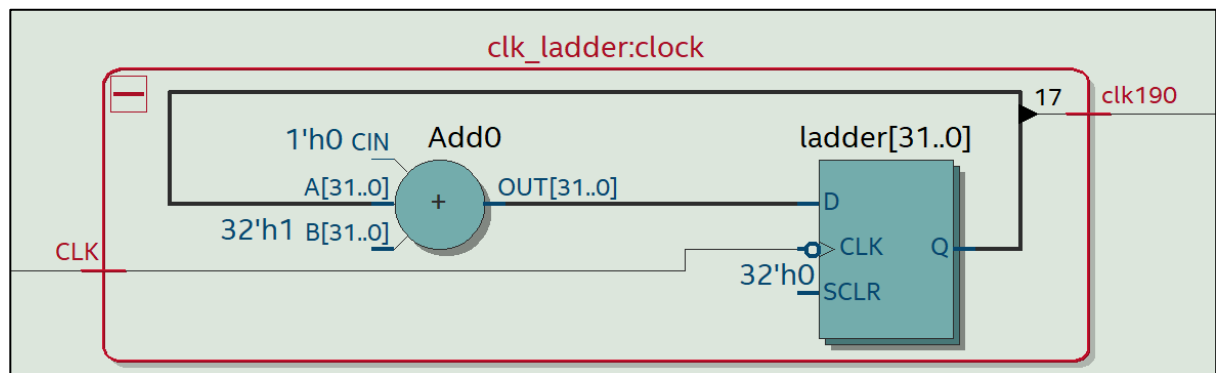 clk_ladder:clock
17
clk190
1'h0 CIN
Add0
ladder[31..0]
A[31..0]
+
OUT[31..0]
D
32'h1 B[31..0]
CLK
CLK
Q
32'h0
SCLR